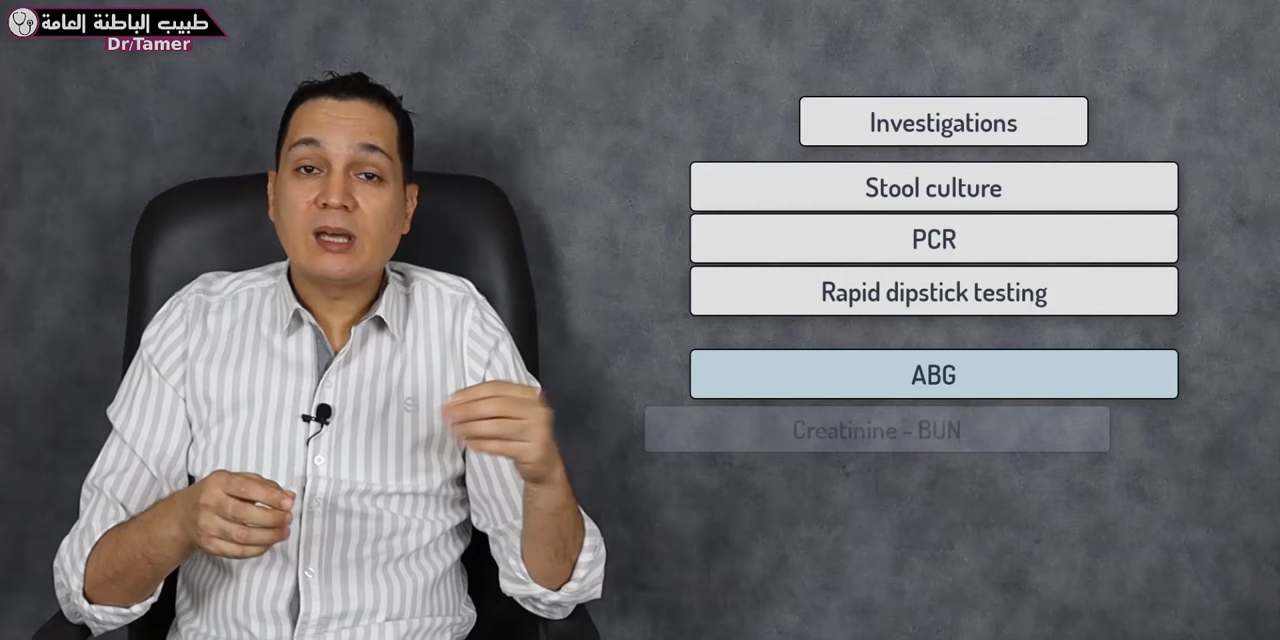 طبيب الباطنة العامة
Dr/Tamer
Investigations
Stool culture
PCR
Rapid dipstick testing
ABG
Creatinine - BUN